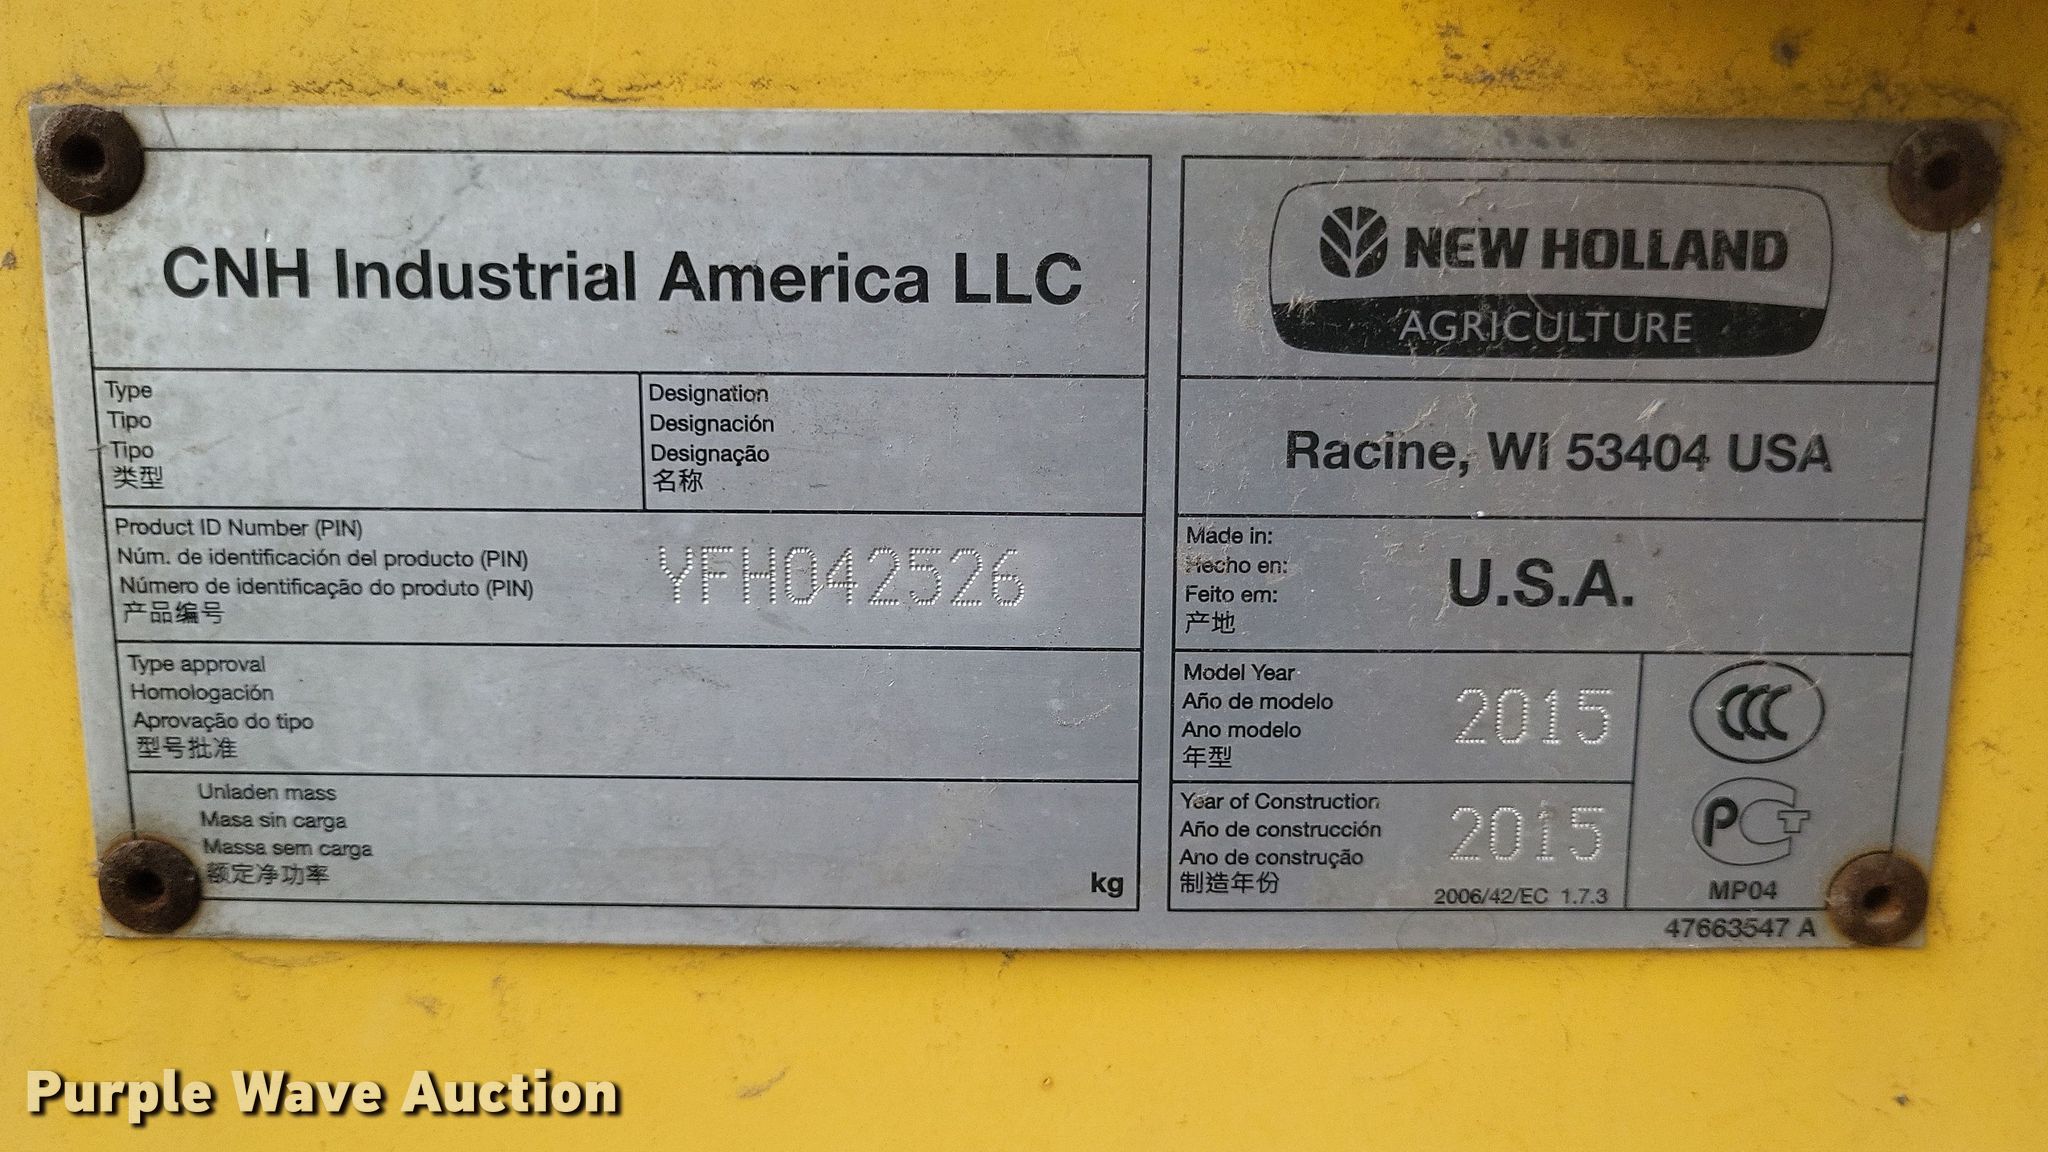 CNH Industrial America LLC
Type
Tipo
Tipo
类型
Designation
Designación
Designação
名称
Product ID Number (PIN)
Núm. de identificación del producto (PIN)
Número de identificação do produto (PIN)
产品编号
YFH042526
Type approval
Homologación
Aprovação do tipo
型号批准
Unladen mass
Masa sin carga
Massa sem carga
额定净功率
kg
NEW HOLLAND
AGRICULTURE
Racine, WI 53404 USA
Made in:
Hecho en:
Feito em:
产地
U.S.A.
Model Year
Año de modelo
Ano modelo
年型
2015
Year of Construction
Año de construcción
Ano de construção
制造年份
2015
2006/42/EC 1.7.3
CCC
PCT
MP04
47663547 A
Purple Wave Auction